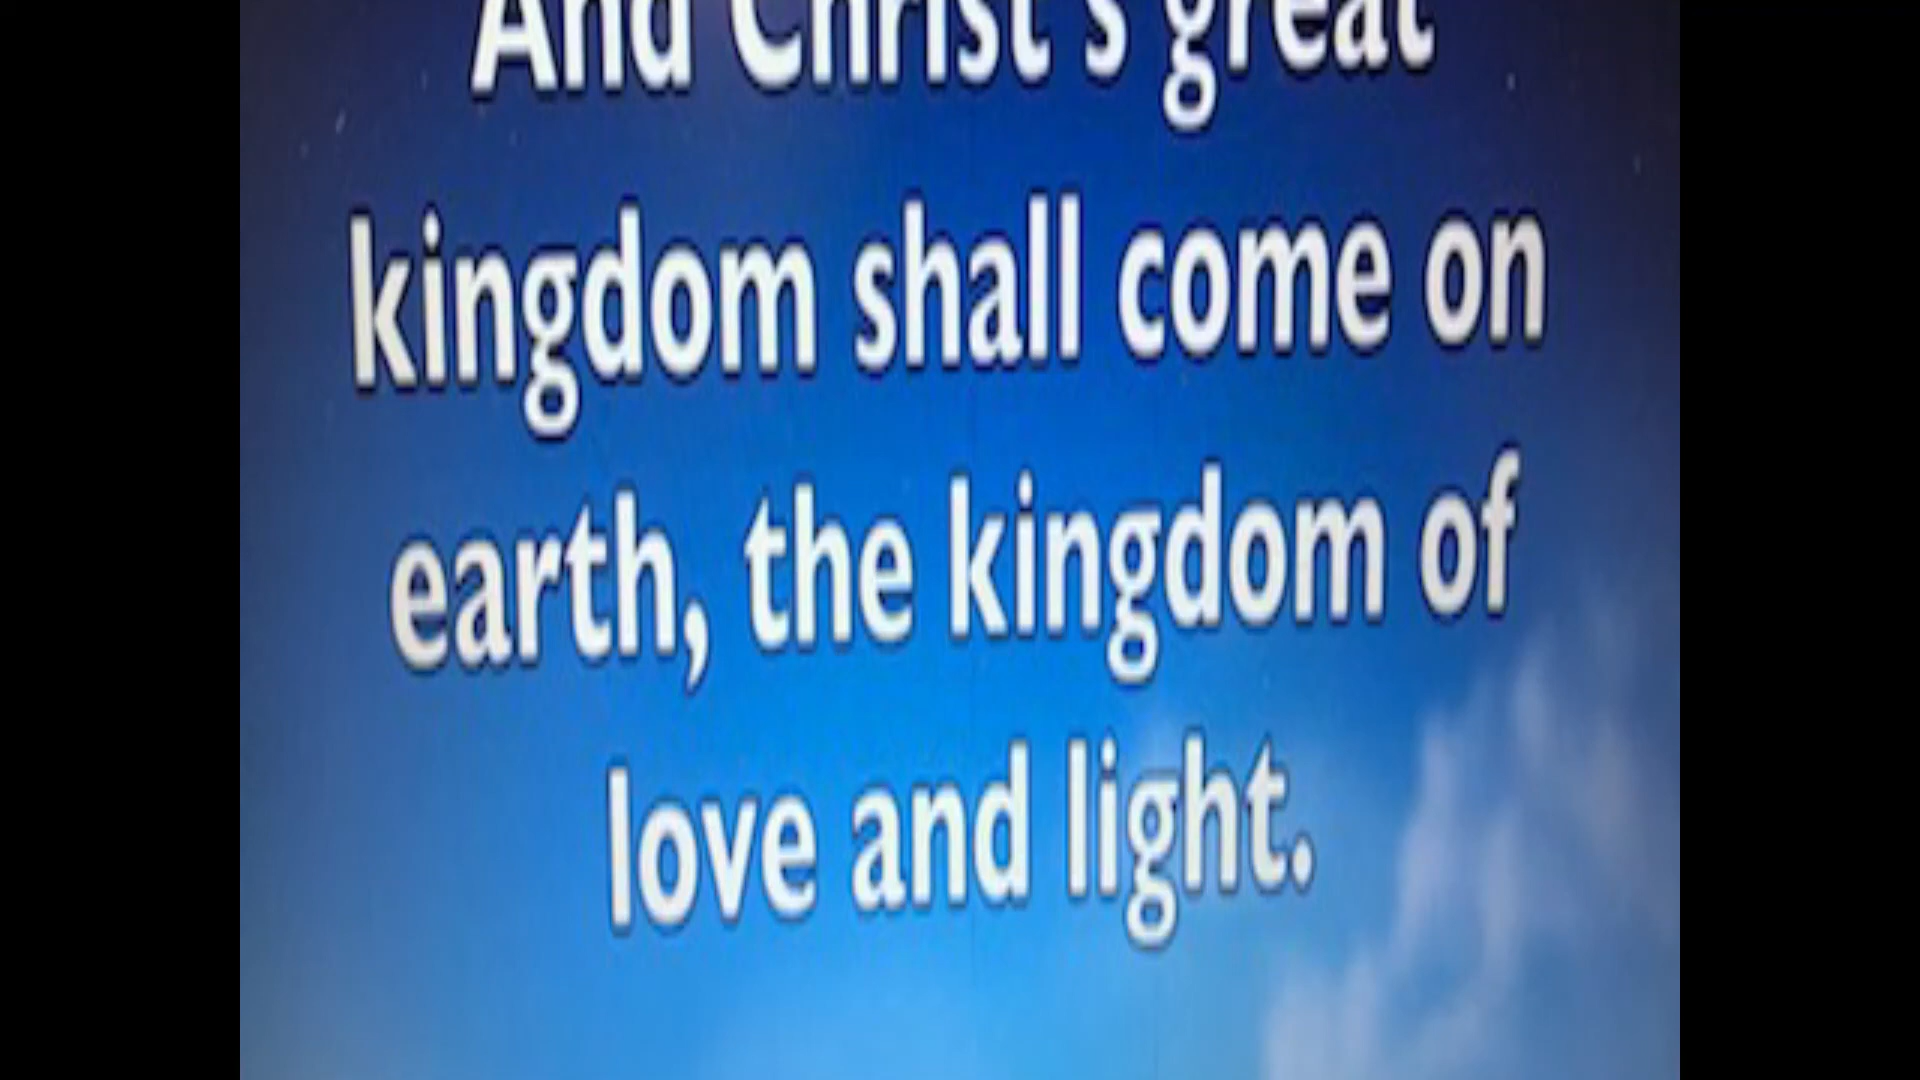 And Christ's great
kingdom shall come on
earth, the kingdom of
love and light.